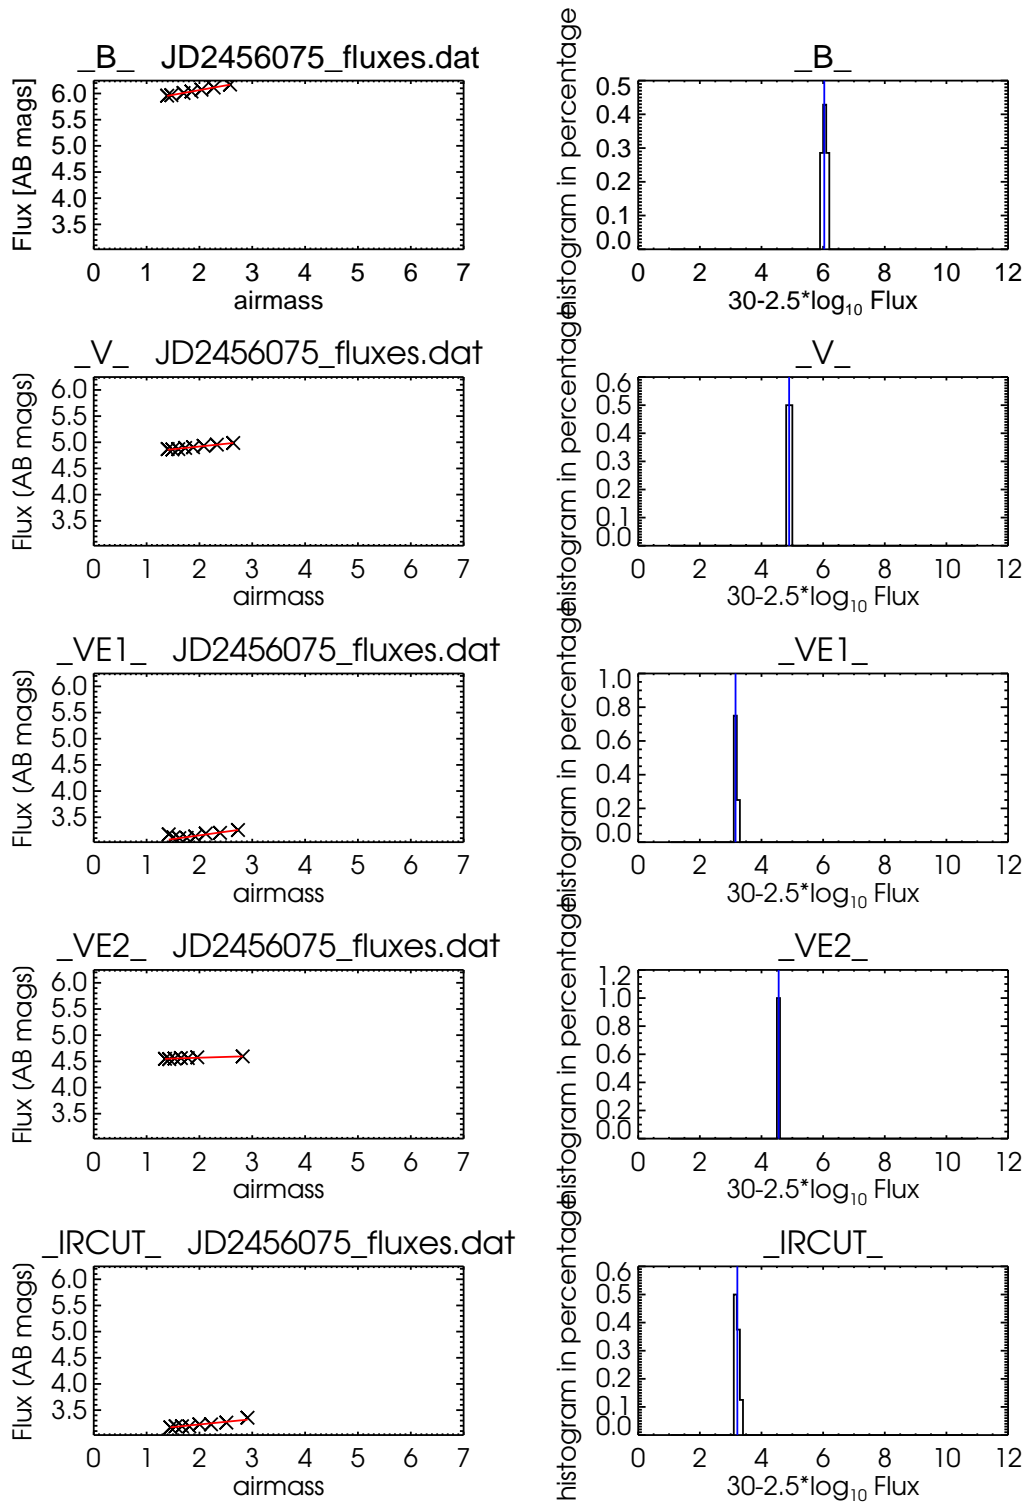 _B_ JD2456075_fluxes.dat
Flux [AB mags]
6.0
5.5
5.0
4.5
4.0
3.5
0 1 2 3 4 5 6 7
airmass
_B_
histogram in percentage
0.5
0.4
0.3
0.2
0.1
0.0
0 2 4 6 8 10 12
30-2.5*log10 Flux
_V_ JD2456075_fluxes.dat
Flux (AB mags)
6.0
5.5
5.0
4.5
4.0
3.5
0 1 2 3 4 5 6 7
airmass
_V_
histogram in percentage
0.6
0.5
0.4
0.3
0.2
0.1
0.0
0 2 4 6 8 10 12
30-2.5*log10 Flux
_VE1_ JD2456075_fluxes.dat
Flux (AB mags)
6.0
5.5
5.0
4.5
4.0
3.5
0 1 2 3 4 5 6 7
airmass
_VE1_
histogram in percentage
1.0
0.8
0.6
0.4
0.2
0.0
0 2 4 6 8 10 12
30-2.5*log10 Flux
_VE2_ JD2456075_fluxes.dat
Flux (AB mags)
6.0
5.5
5.0
4.5
4.0
3.5
0 1 2 3 4 5 6 7
airmass
_VE2_
histogram in percentage
1.2
1.0
0.8
0.6
0.4
0.2
0.0
0 2 4 6 8 10 12
30-2.5*log10 Flux
_IRCUT_ JD2456075_fluxes.dat
Flux (AB mags)
6.0
5.5
5.0
4.5
4.0
3.5
0 1 2 3 4 5 6 7
airmass
_IRCUT_
histogram in percentage
0.6
0.5
0.4
0.3
0.2
0.1
0.0
0 2 4 6 8 10 12
30-2.5*log10 Flux